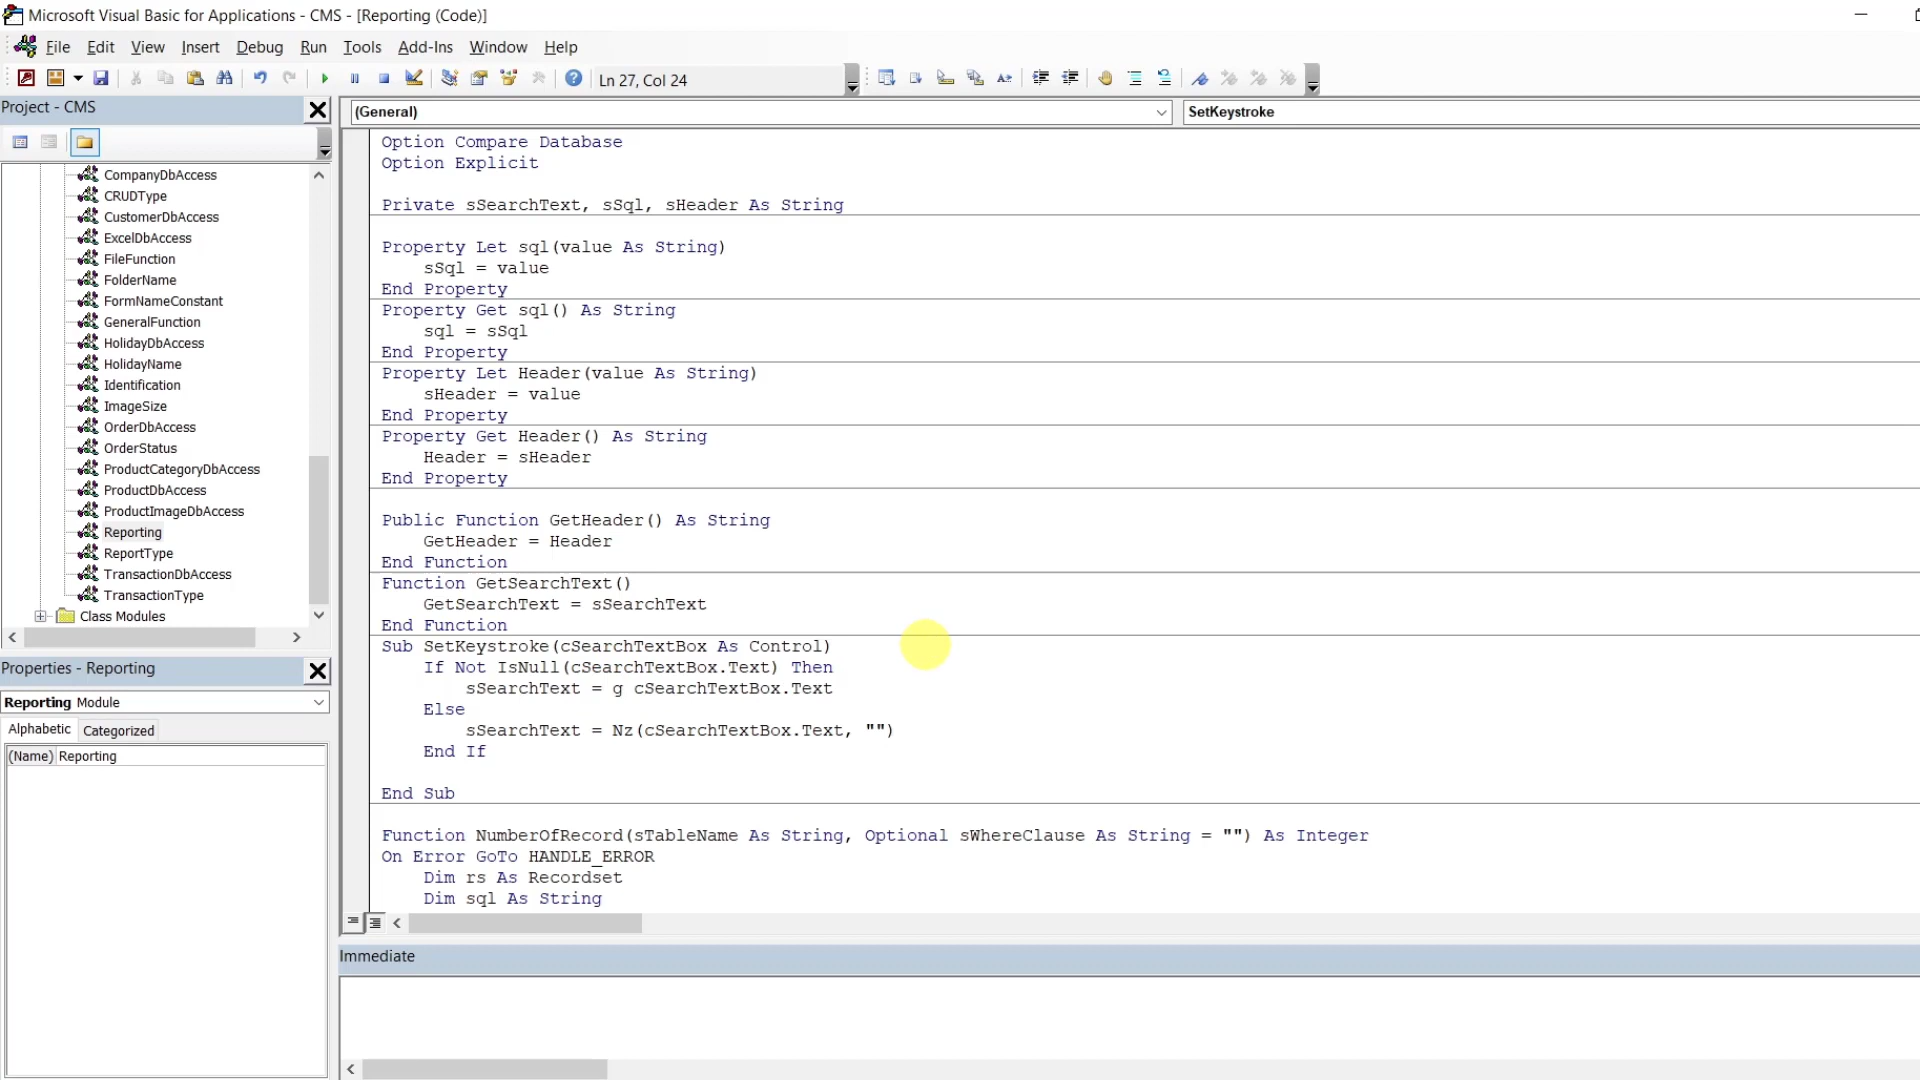 Microsoft Visual Basic for Applications - CMS - [Reporting (Code)]
File Edit View Insert Debug Run Tools Add-Ins Window Help
Ln 27, Col 24
Project - CMS
CompanyDbAccess
CRUDType
CustomerDbAccess
ExcelDbAccess
FileFunction
FolderName
FormNameConstant
GeneralFunction
HolidayDbAccess
HolidayName
Identification
ImageSize
OrderDbAccess
OrderStatus
ProductCategoryDbAccess
ProductDbAccess
ProductImageDbAccess
Reporting
ReportType
TransactionDbAccess
TransactionType
Class Modules
Properties - Reporting
Reporting Module
Alphabetic Categorized
(Name) Reporting
(General) SetKeystroke
Option Compare Database
Option Explicit
Private sSearchText, sSql, sHeader As String
Property Let sql(value As String)
    sSql = value
End Property
Property Get sql() As String
    sql = sSql
End Property
Property Let Header(value As String)
    sHeader = value
End Property
Property Get Header() As String
    Header = sHeader
End Property
Public Function GetHeader() As String
    GetHeader = Header
End Function
Function GetSearchText()
    GetSearchText = sSearchText
End Function
Sub SetKeystroke(cSearchTextBox As Control)
    If Not IsNull(cSearchTextBox.Text) Then
        sSearchText = g cSearchTextBox.Text
    Else
        sSearchText = Nz(cSearchTextBox.Text, "")
    End If
End Sub
Function NumberOfRecord(sTableName As String, Optional sWhereClause As String = "") As Integer
On Error GoTo HANDLE_ERROR
    Dim rs As Recordset
    Dim sql As String
Immediate